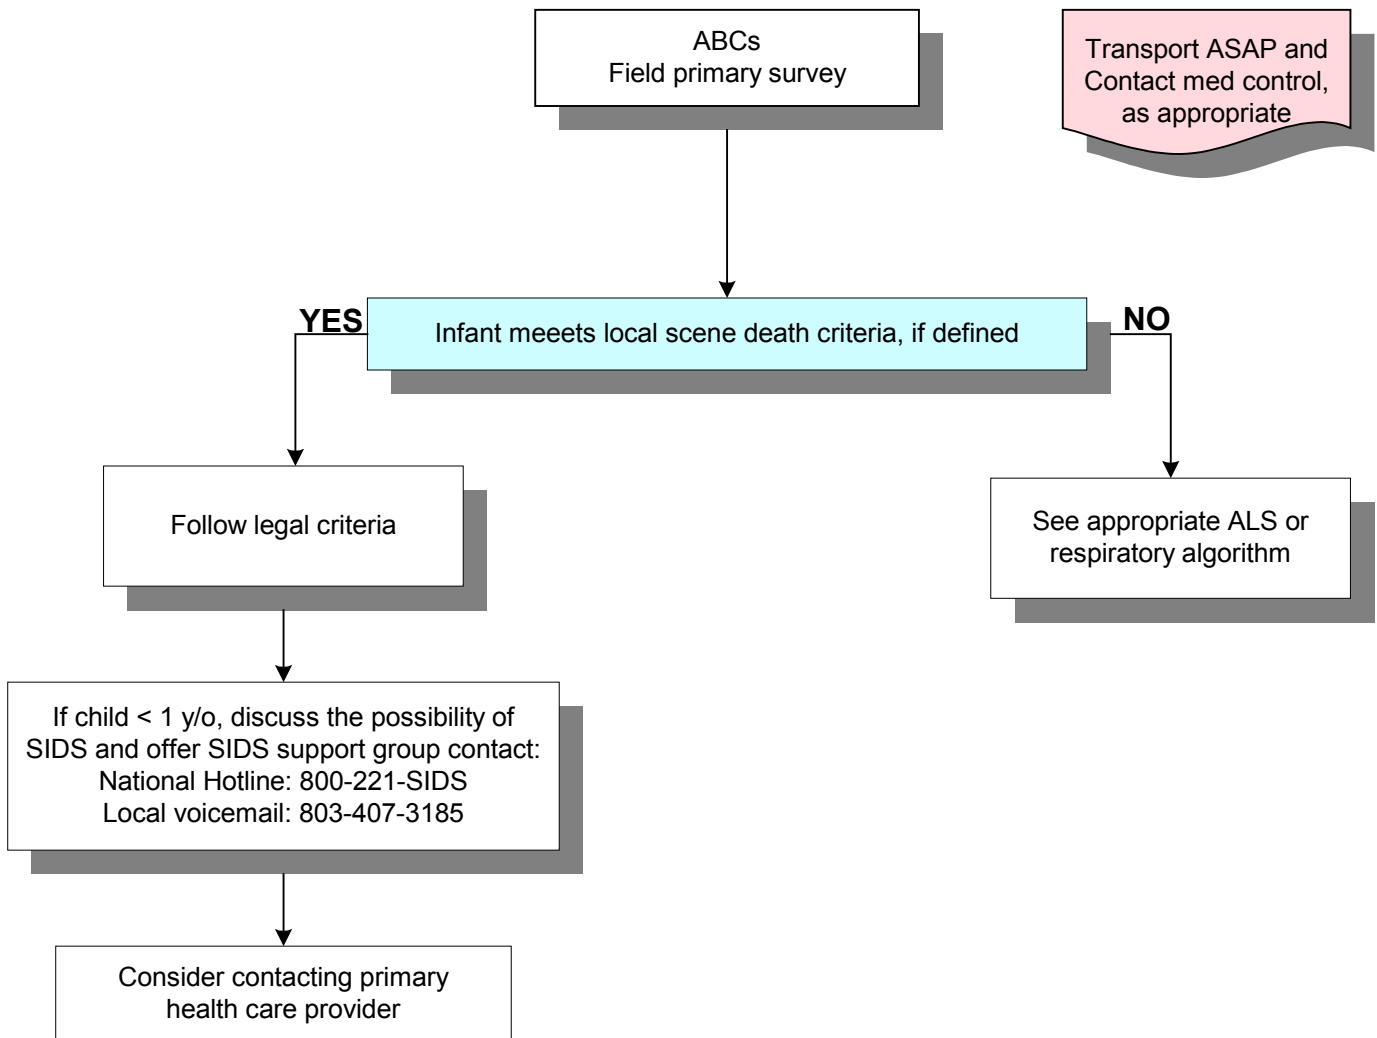 ABCs
Field primary survey
Transport ASAP and
Contact med control,
as appropriate
YES
Infant meeets local scene death criteria, if defined
NO
Follow legal criteria
See appropriate ALS or
respiratory algorithm
If child < 1 y/o, discuss the possibility of
SIDS and offer SIDS support group contact:
National Hotline: 800-221-SIDS
Local voicemail: 803-407-3185
Consider contacting primary
health care provider